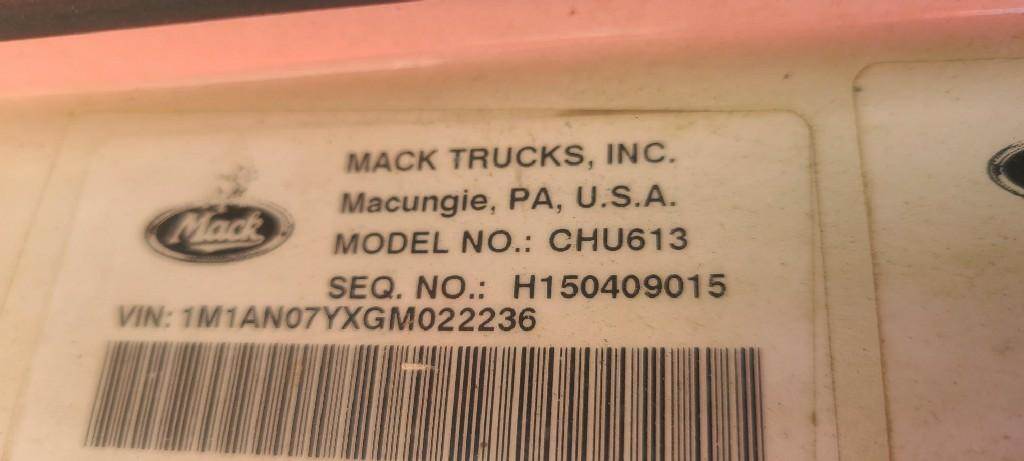 Mack
MACK TRUCKS, INC.
Macungie, PA, U.S.A.
MODEL NO.: CHU613
SEQ. NO.: H150409015
VIN: 1M1AN07YXGM022236